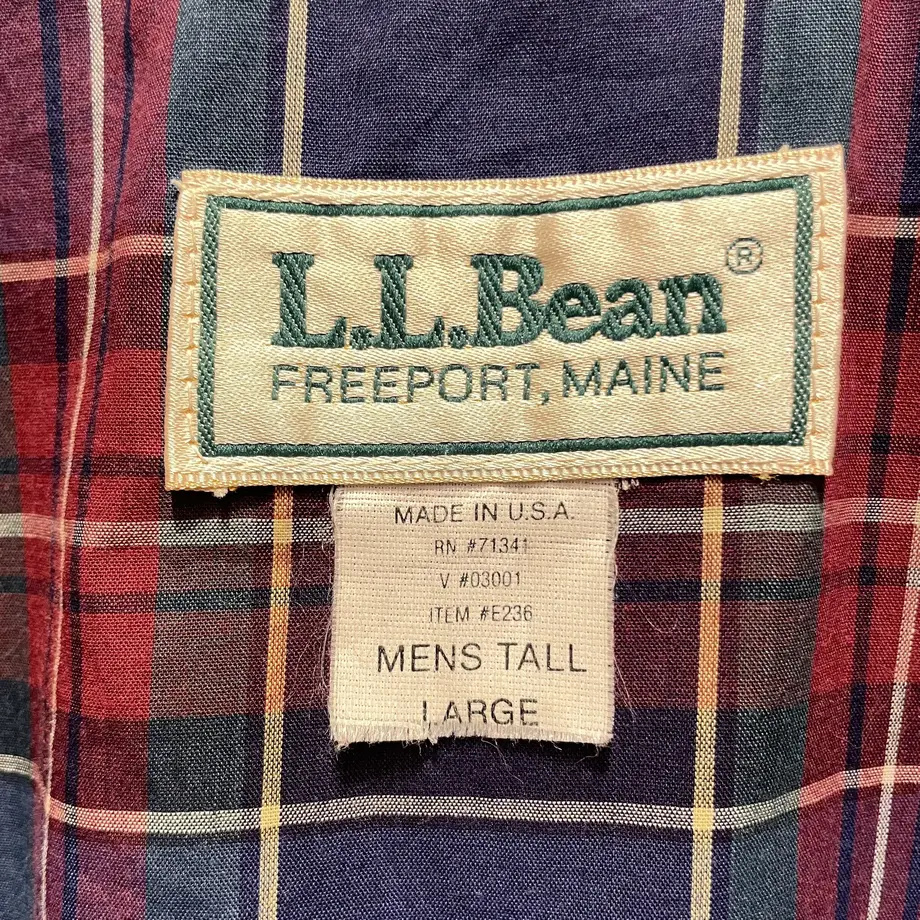 L.L.Bean®
FREEPORT, MAINE
MADE IN U.S.A.
RN #71341
V #03001
ITEM #E236
MENS TALL
LARGE